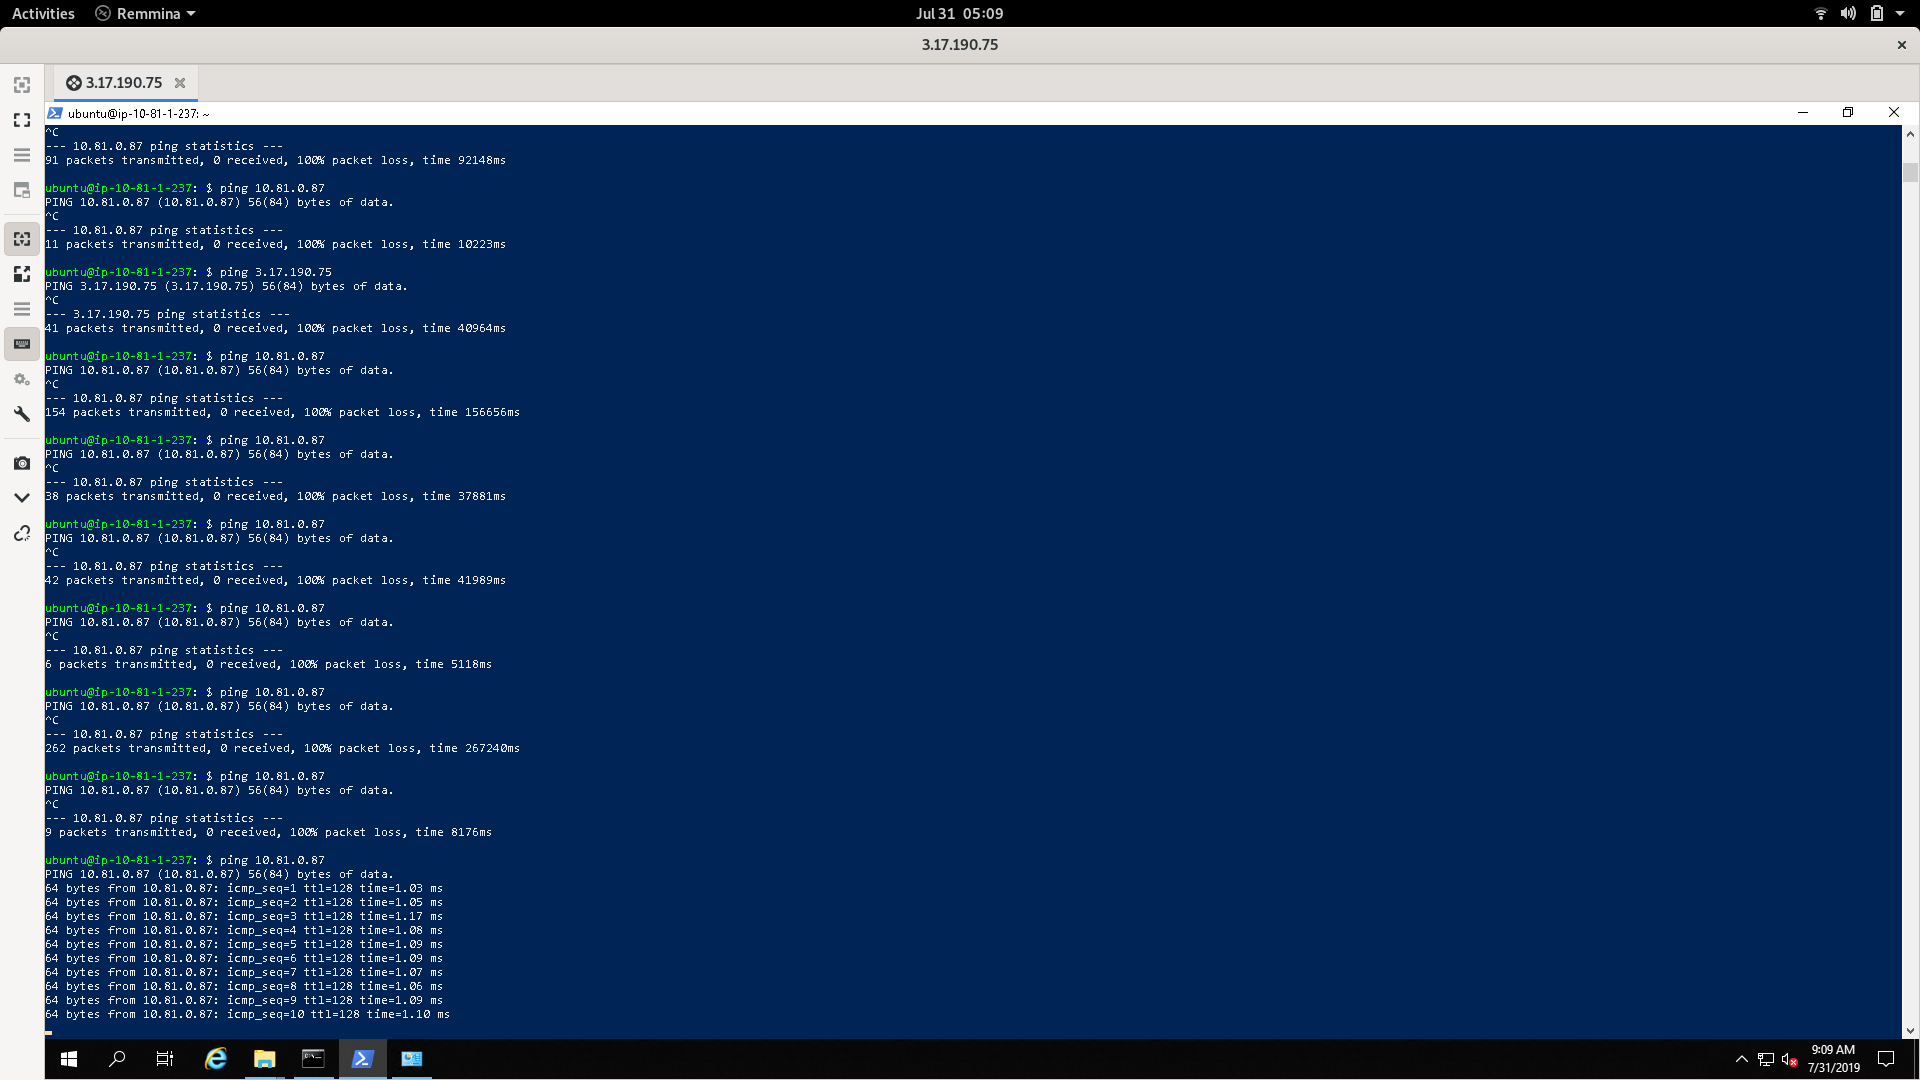 Activities
Remmina
Jul 31 05:09
3.17.190.75
3.17.190.75
ubuntu@ip-10-81-1-237: ~
^C
--- 10.81.0.87 ping statistics ---
91 packets transmitted, 0 received, 100% packet loss, time 92148ms
ubuntu@ip-10-81-1-237: $ ping 10.81.0.87
PING 10.81.0.87 (10.81.0.87) 56(84) bytes of data.
^C
--- 10.81.0.87 ping statistics ---
11 packets transmitted, 0 received, 100% packet loss, time 10223ms
ubuntu@ip-10-81-1-237: $ ping 3.17.190.75
PING 3.17.190.75 (3.17.190.75) 56(84) bytes of data.
^C
--- 3.17.190.75 ping statistics ---
41 packets transmitted, 0 received, 100% packet loss, time 40964ms
ubuntu@ip-10-81-1-237: $ ping 10.81.0.87
PING 10.81.0.87 (10.81.0.87) 56(84) bytes of data.
^C
--- 10.81.0.87 ping statistics ---
154 packets transmitted, 0 received, 100% packet loss, time 156656ms
ubuntu@ip-10-81-1-237: $ ping 10.81.0.87
PING 10.81.0.87 (10.81.0.87) 56(84) bytes of data.
^C
--- 10.81.0.87 ping statistics ---
38 packets transmitted, 0 received, 100% packet loss, time 37881ms
ubuntu@ip-10-81-1-237: $ ping 10.81.0.87
PING 10.81.0.87 (10.81.0.87) 56(84) bytes of data.
^C
--- 10.81.0.87 ping statistics ---
42 packets transmitted, 0 received, 100% packet loss, time 41989ms
ubuntu@ip-10-81-1-237: $ ping 10.81.0.87
PING 10.81.0.87 (10.81.0.87) 56(84) bytes of data.
^C
--- 10.81.0.87 ping statistics ---
6 packets transmitted, 0 received, 100% packet loss, time 5118ms
ubuntu@ip-10-81-1-237: $ ping 10.81.0.87
PING 10.81.0.87 (10.81.0.87) 56(84) bytes of data.
^C
--- 10.81.0.87 ping statistics ---
262 packets transmitted, 0 received, 100% packet loss, time 267240ms
ubuntu@ip-10-81-1-237: $ ping 10.81.0.87
PING 10.81.0.87 (10.81.0.87) 56(84) bytes of data.
^C
--- 10.81.0.87 ping statistics ---
9 packets transmitted, 0 received, 100% packet loss, time 8176ms
ubuntu@ip-10-81-1-237: $ ping 10.81.0.87
PING 10.81.0.87 (10.81.0.87) 56(84) bytes of data.
64 bytes from 10.81.0.87: icmp_seq=1 ttl=128 time=1.03 ms
64 bytes from 10.81.0.87: icmp_seq=2 ttl=128 time=1.05 ms
64 bytes from 10.81.0.87: icmp_seq=3 ttl=128 time=1.17 ms
64 bytes from 10.81.0.87: icmp_seq=4 ttl=128 time=1.08 ms
64 bytes from 10.81.0.87: icmp_seq=5 ttl=128 time=1.09 ms
64 bytes from 10.81.0.87: icmp_seq=6 ttl=128 time=1.09 ms
64 bytes from 10.81.0.87: icmp_seq=7 ttl=128 time=1.07 ms
64 bytes from 10.81.0.87: icmp_seq=8 ttl=128 time=1.06 ms
64 bytes from 10.81.0.87: icmp_seq=9 ttl=128 time=1.09 ms
64 bytes from 10.81.0.87: icmp_seq=10 ttl=128 time=1.10 ms
9:09 AM
7/31/2019